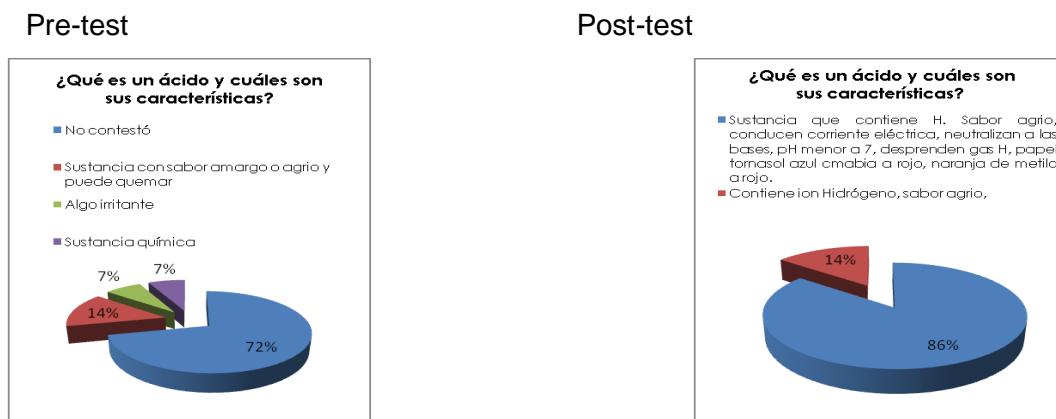 Pre-test
Post-test
¿Qué es un ácido y cuáles son
sus características?
No contestó
Sustancia con sabor amargo o agrio y
puede quemar
Algo irritante
Sustancia química
7%
7%
14%
72%
¿Qué es un ácido y cuáles son
sus características?
Sustancia que contiene H. Sabor agrio,
conducen corriente eléctrica, neutralizan a las
bases, pH menor a 7, desprenden gas H, papel
tornasol azul cmabia a rojo, naranja de metilo
a rojo.
Contiene ion Hidrógeno, sabor agrio,
14%
86%